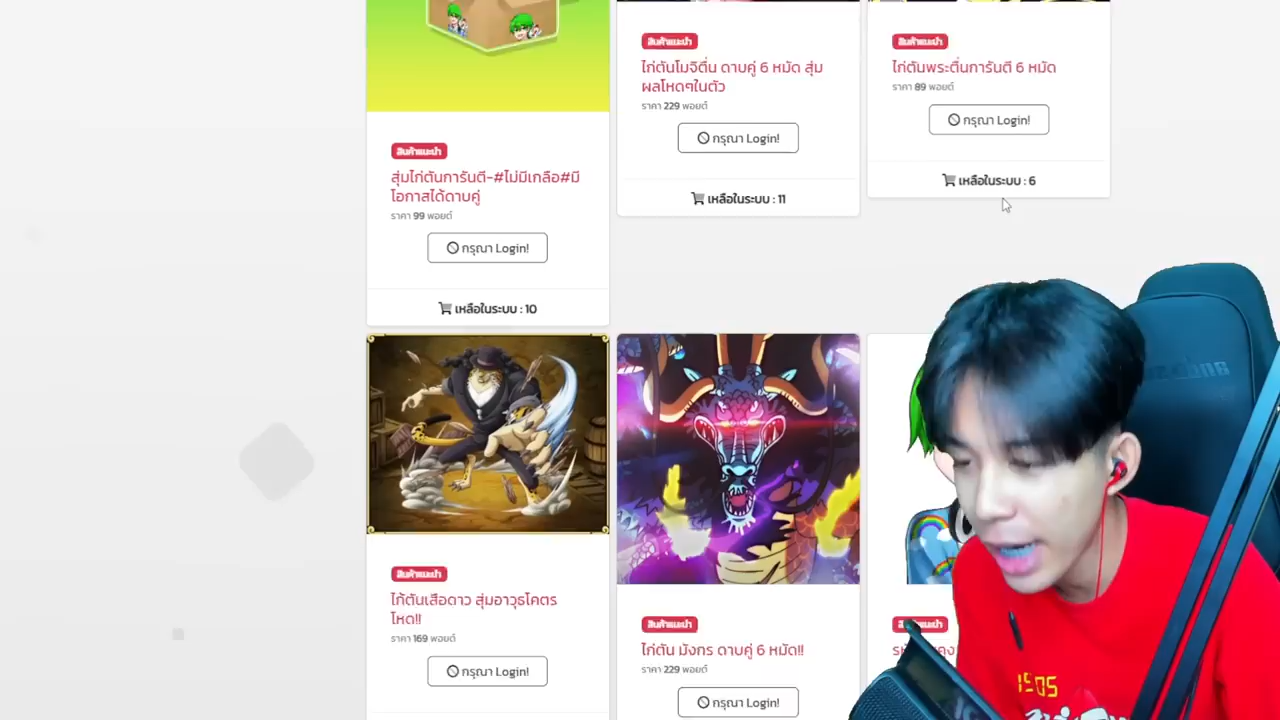 สินค้าแนะนำ
สุ่มไก่ตันการันตี-#ไม่มีเกลือ#มี
โอกาสได้ดาบคู่
ราคา 99 พอยต์
กรุณา Login!
เหลือในระบบ : 10
สินค้าแนะนำ
ไก่ตันโมจิตื่น ดาบคู่ 6 หมัด สุ่ม
ผลโหดๆในตัว
ราคา 229 พอยต์
กรุณา Login!
เหลือในระบบ : 11
สินค้าแนะนำ
ไก่ตันพระตื่นการันตี 6 หมัด
ราคา 89 พอยต์
กรุณา Login!
เหลือในระบบ : 6
สินค้าแนะนำ
ไก้ตันเสือดาว สุ่มอาวุธโคตร
โหด!!
ราคา 169 พอยต์
กรุณา Login!
สินค้าแนะนำ
ไก่ตัน มังกร ดาบคู่ 6 หมัด!!
ราคา 229 พอยต์
กรุณา Login!